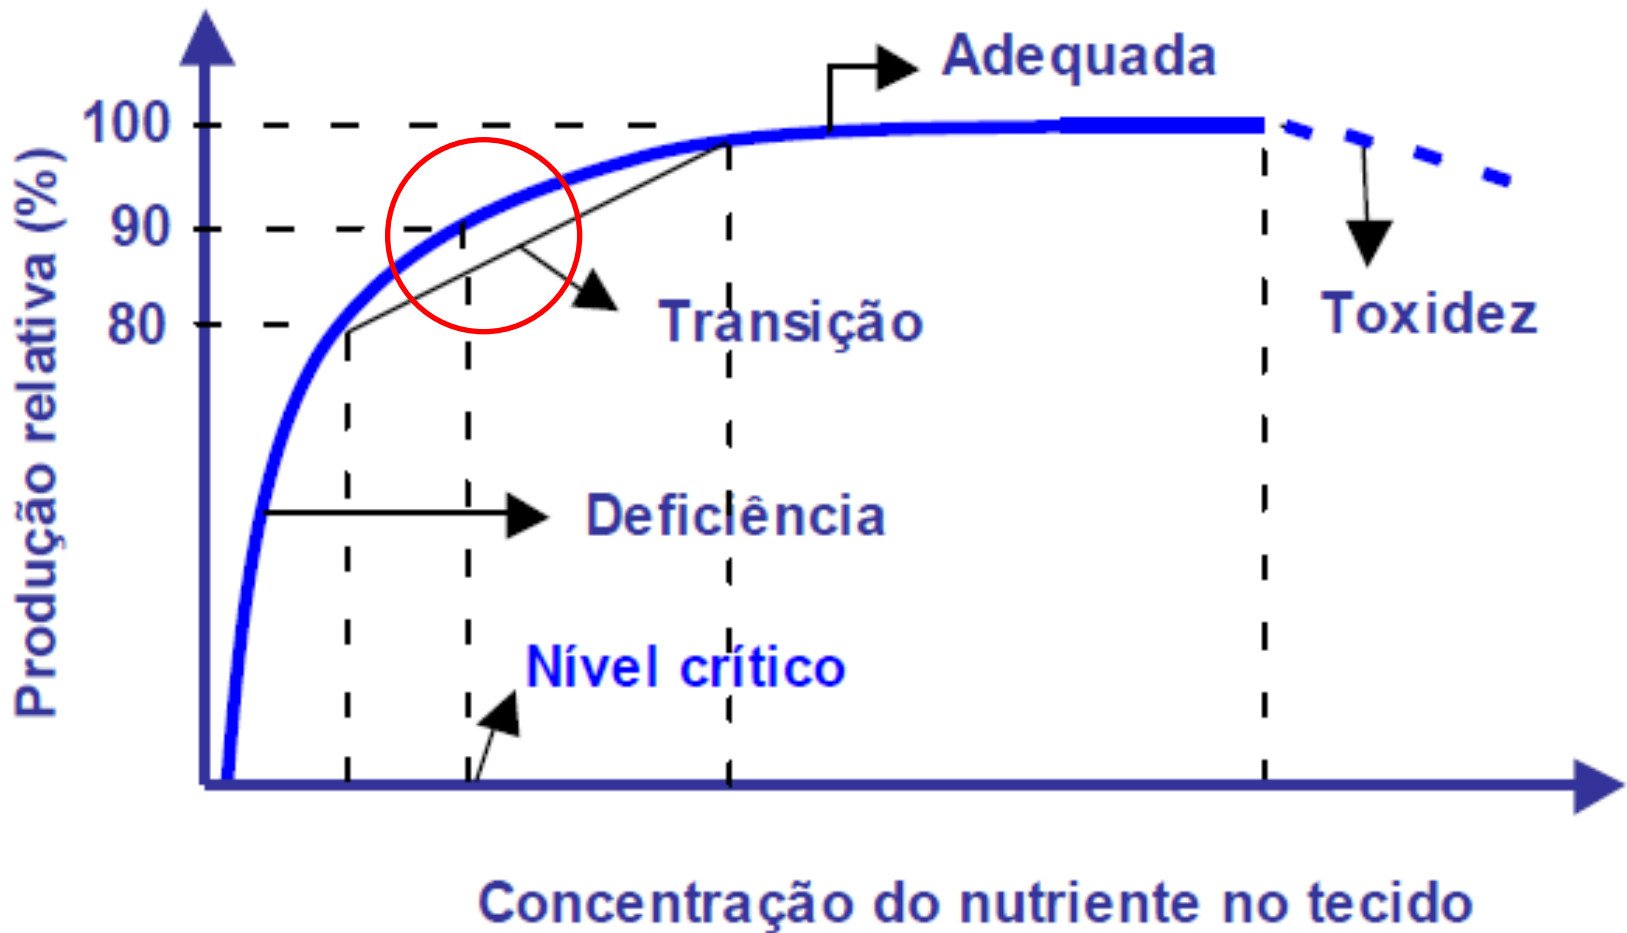 Adequada
100
90
80
Transição
Toxidez
Deficiência
Nível crítico
Produção relativa (%)
Concentração do nutriente no tecido